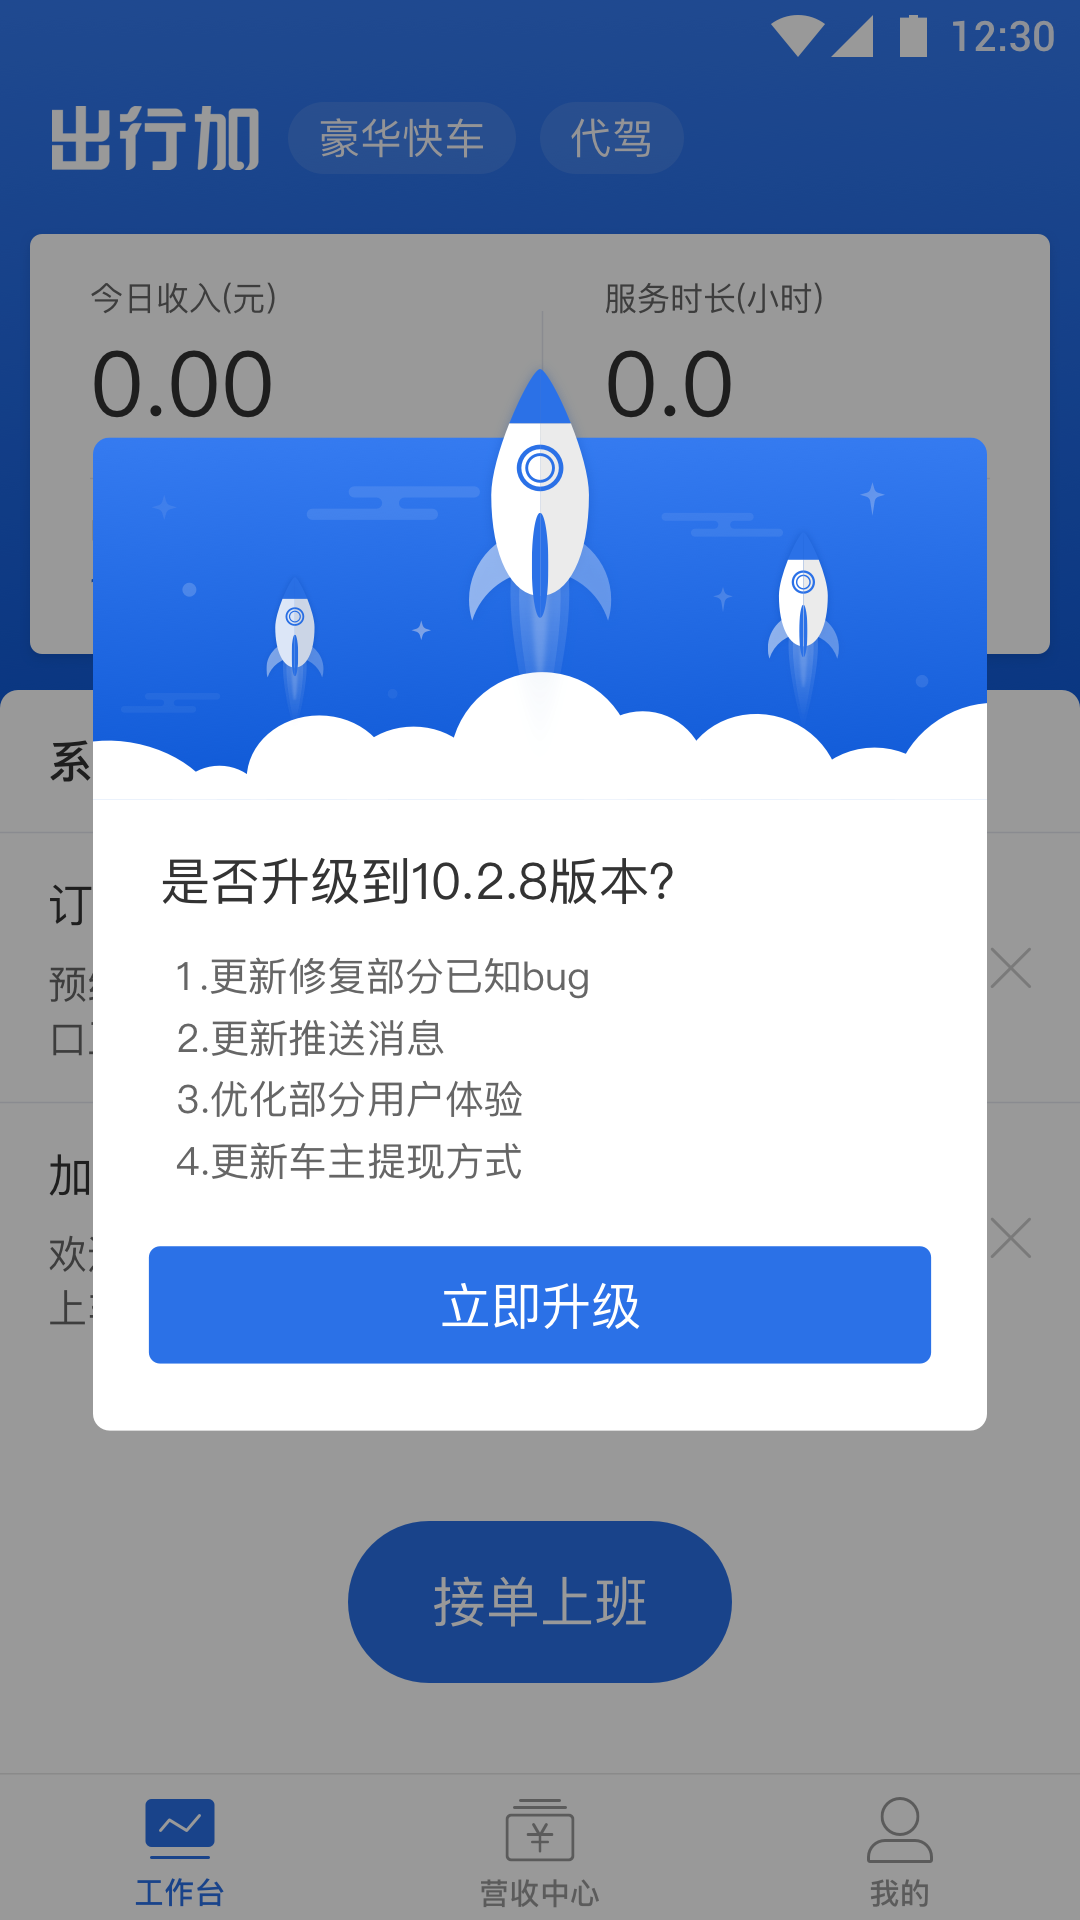 12:30
出行加 豪华快车 代驾
今日收入(元) 服务时长(小时)
0.00 0.0
系
订
预
口
加
欢
上
是否升级到10.2.8版本?
1.更新修复部分已知bug
2.更新推送消息
3.优化部分用户体验
4.更新车主提现方式
立即升级
接单上班
工作台 营收中心 我的